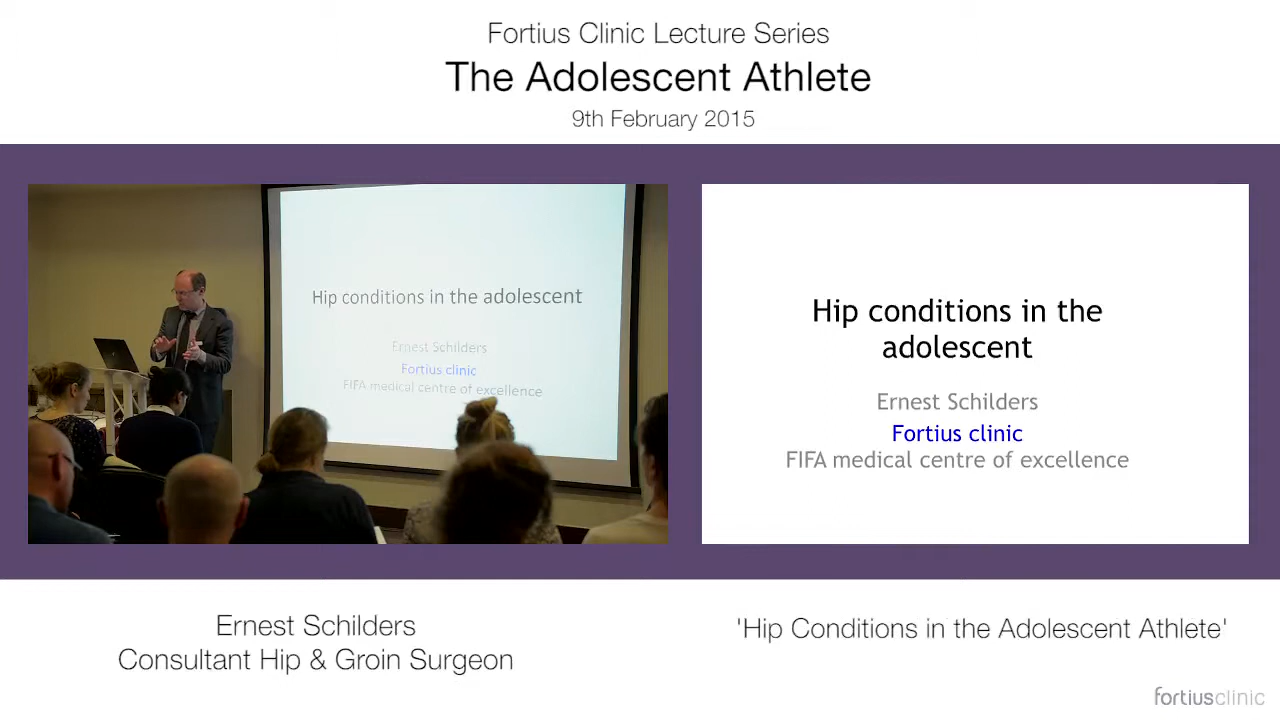 Fortius Clinic Lecture Series
The Adolescent Athlete
9th February 2015
Hip conditions in the adolescent
Ernest Schilders
Fortius clinic
FIFA medical centre of excellence
Hip conditions in the
adolescent
Ernest Schilders
Fortius clinic
FIFA medical centre of excellence
Ernest Schilders
Consultant Hip & Groin Surgeon
'Hip Conditions in the Adolescent Athlete'
fortiusclinic